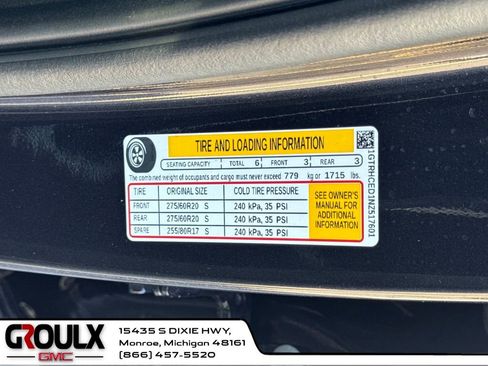 TIRE AND LOADING INFORMATION
SEATING CAPACITY TOTAL 6 FRONT 3 REAR 3
The combined weight of occupants and cargo must never exceed 779 kg or 1715 lbs.
TIRE ORIGINAL SIZE COLD TIRE PRESSURE
FRONT 275/60R20 S 240 kPa, 35 PSI
REAR 275/60R20 S 240 kPa, 35 PSI
SPARE 255/80R17 S 240 kPa, 35 PSI
SEE OWNER'S
MANUAL FOR
ADDITIONAL
INFORMATION
1GTRHCED1NZ517601
GROULX
GMC
15435 S DIXIE HWY,
Monroe, Michigan 48161
(866) 457-5520